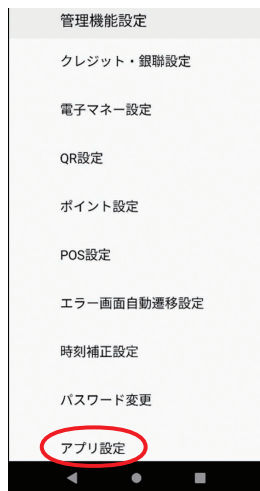 管理機能設定
クレジット・銀聯設定
電子マネー設定
QR設定
ポイント設定
POS設定
エラー画面自動遷移設定
時刻補正設定
パスワード変更
アプリ設定